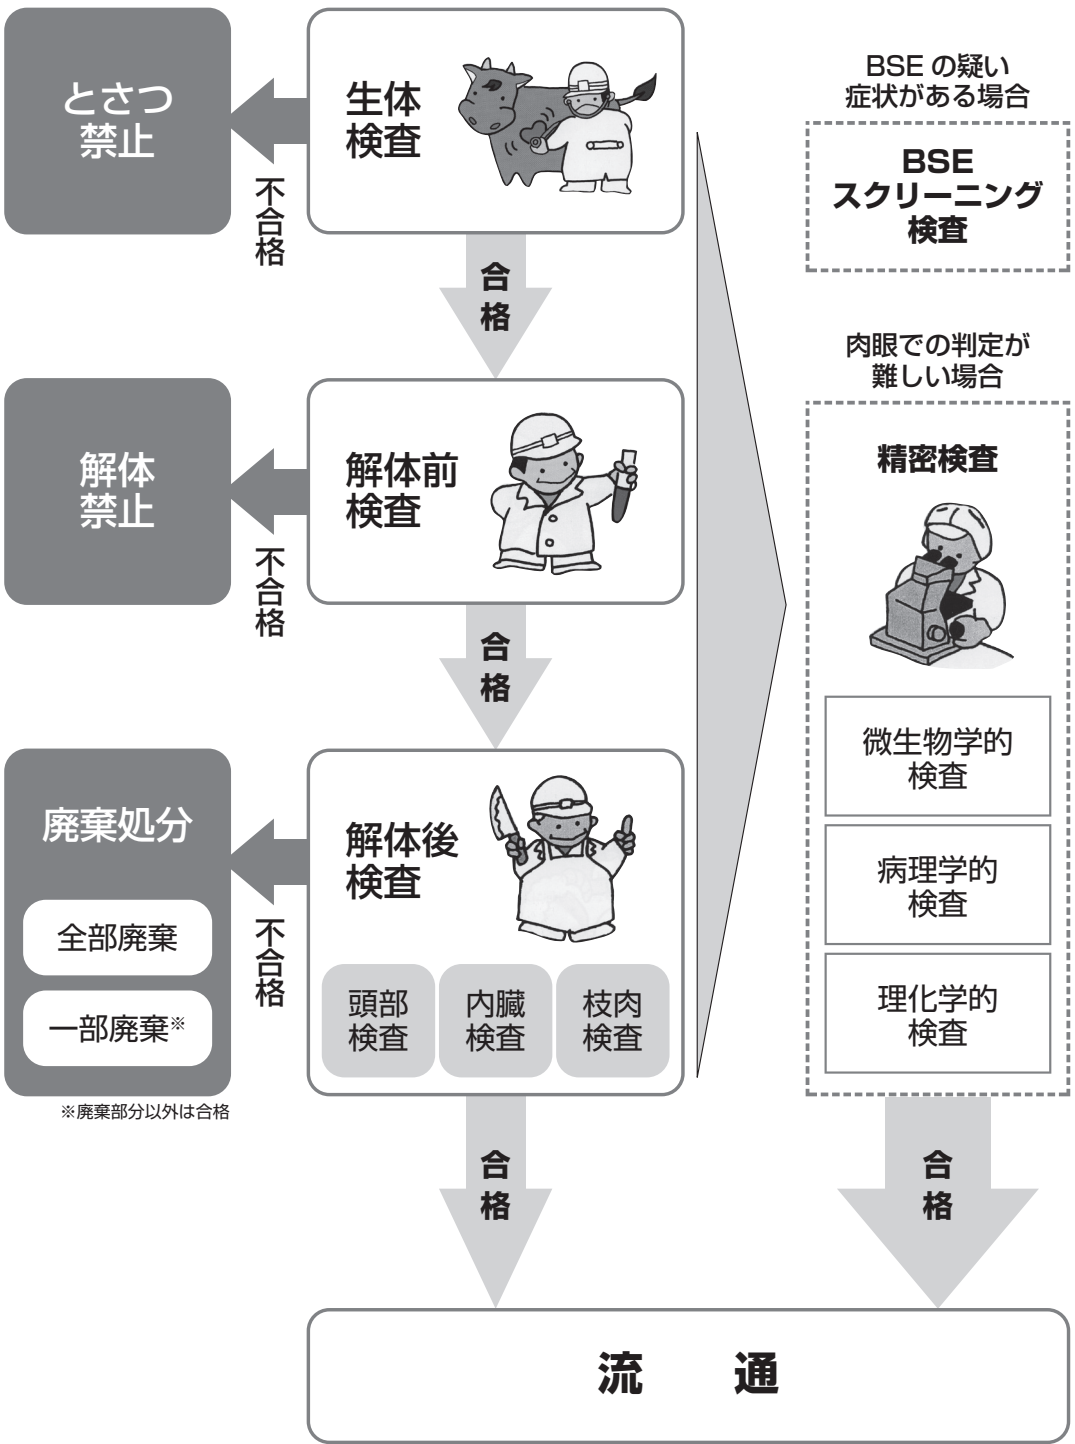 とさつ
禁止
不合格
生体
検査
合格
解体
禁止
不合格
解体前
検査
合格
廃棄処分
全部廃棄
一部廃棄※
※廃棄部分以外は合格
不合格
解体後
検査
頭部
検査
内臓
検査
枝肉
検査
合格
BSE の疑い
症状がある場合
BSE
スクリーニング
検査
肉眼での判定が
難しい場合
精密検査
微生物学的
検査
病理学的
検査
理化学的
検査
合格
流　通